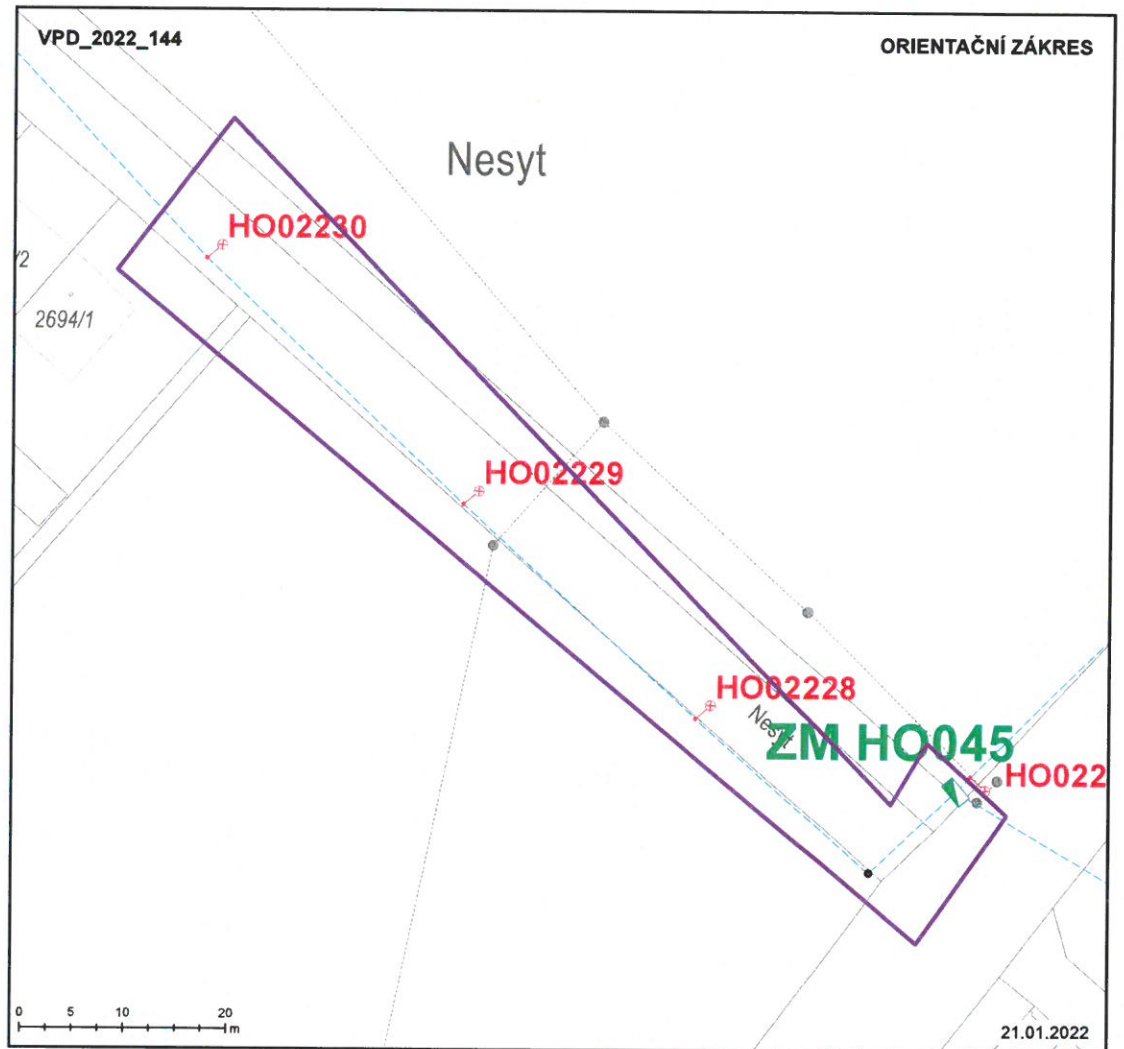 VPD_2022_144
ORIENTAČNÍ ZÁKRES
Nesyt
HO02230
/2
2694/1
HO02229
HO02228
Nesyt
ZM HO045
HO022
0 5 10 20
m
21.01.2022